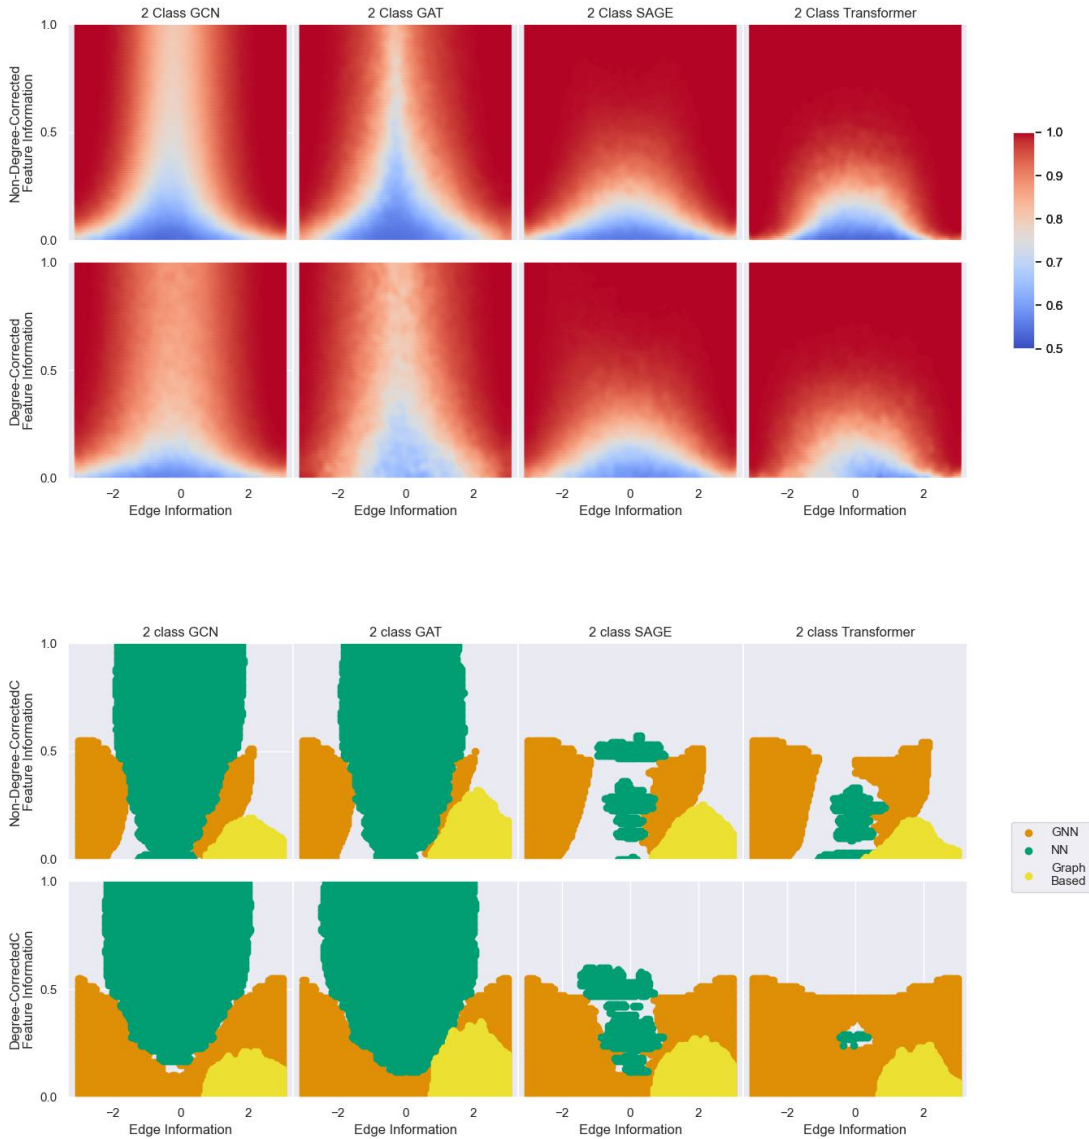 2 Class GCN
2 Class GAT
2 Class SAGE
2 Class Transformer
Non-Degree-Corrected
Feature Information
1.0
0.5
0.0
Degree-Corrected
Feature Information
1.0
0.5
0.0
−2 0 2
−2 0 2
−2 0 2
−2 0 2
Edge Information
Edge Information
Edge Information
Edge Information
1.0
0.9
0.8
0.7
0.6
0.5
2 class GCN
2 class GAT
2 class SAGE
2 class Transformer
Non-Degree-CorrectedC
Feature Information
1.0
0.5
0.0
Degree-CorrectedC
Feature Information
1.0
0.5
0.0
−2 0 2
−2 0 2
−2 0 2
−2 0 2
Edge Information
Edge Information
Edge Information
Edge Information
GNN
NN
Graph
Based